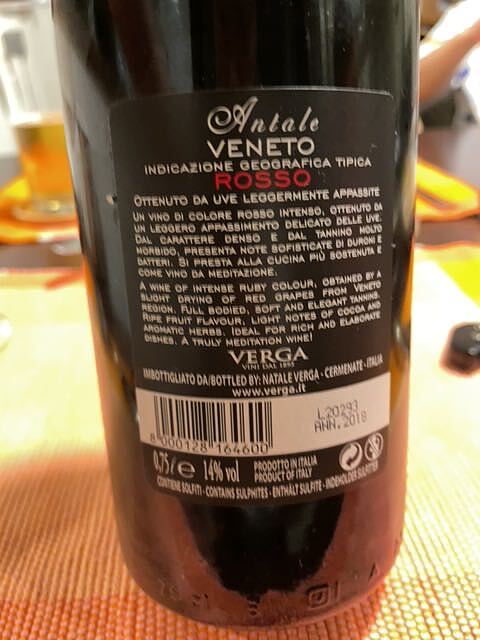 Antale
VENETO
INDICAZIONE GEOGRAFICA TIPICA
ROSSO
OTTENUTO DA UVE LEGGERMENTE APPASSITE
UN VINO DI COLORE ROSSO INTENSO, OTTENUTO DA
UN LEGGERO APPASSIMENTO DELICATO DELLE UVE.
DAL CARATTERE DENSO E DAL TANNINO MOLTO
MORBIDO, PRESENTA NOTE SOFISTICATE DI DURONI E
DATTERI. SI PRESTA ALLA CUCINA PIÙ SOSTENUTA E
COME VINO DA MEDITAZIONE.
A WINE OF INTENSE RUBY COLOUR, OBTAINED BY A
SLIGHT DRYING OF RED GRAPES FROM VENETO
REGION. FULL BODIED, SOFT AND ELEGANT TANNINS.
RIPE FRUIT FLAVOUR, LIGHT NOTES OF COCOA AND
AROMATIC HERBS. IDEAL FOR RICH AND ELABORATE
DISHES. A TRULY MEDITATION WINE!
VERGA
VINI DAL 1895
IMBOTTIGLIATO DA/BOTTLED BY: NATALE VERGA - CERMENATE - ITALIA
www.verga.it
L20293
ANN.2018
8 000128 164600
0,75 l e 14% vol PRODOTTO IN ITALIA
PRODUCT OF ITALY
CONTIENE SOLFITI - CONTAINS SULPHITES - ENTHÄLT SULFITE - INDEHOLDER SULFITTER